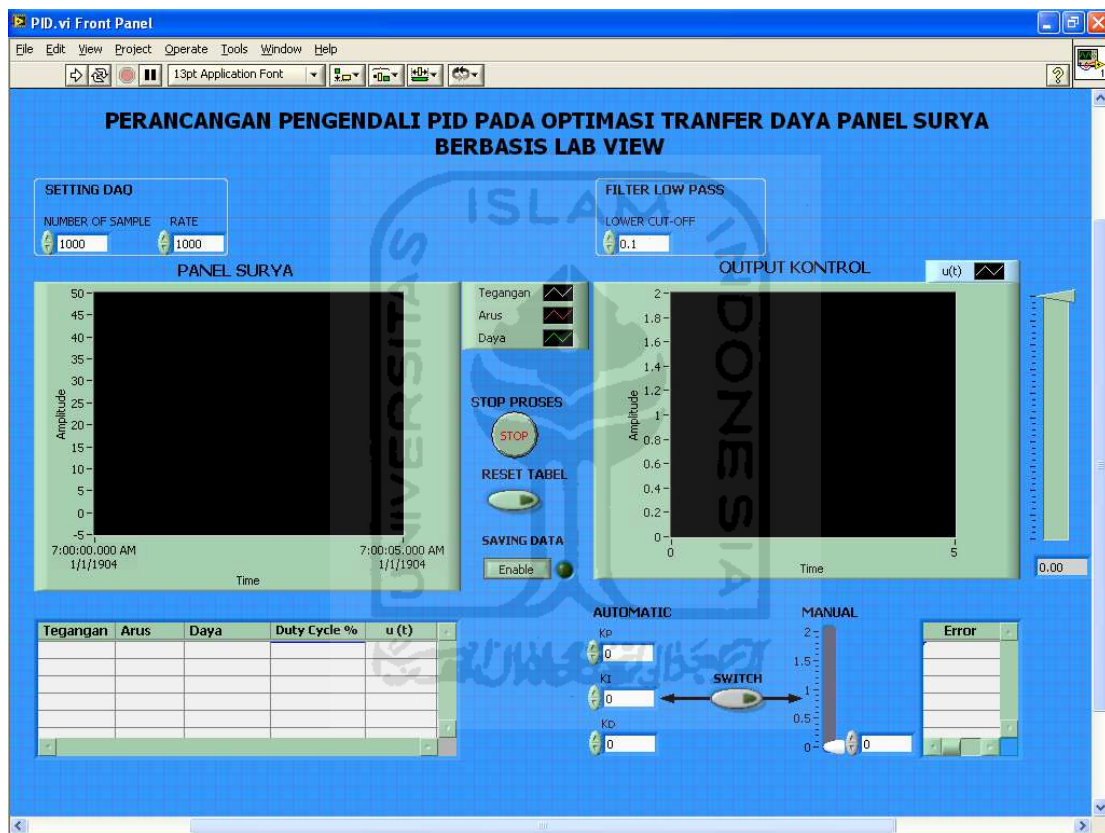 PID.vi Front Panel
File Edit View Project Operate Tools Window Help
13pt Application Font
1
PERANCANGAN PENGENDALI PID PADA OPTIMASI TRANFER DAYA PANEL SURYA
BERBASIS LAB VIEW
SETTING DAQ
NUMBER OF SAMPLE RATE
1000 1000
FILTER LOW PASS
LOWER CUT-OFF
0.1
UNIVERSITAS ISLAM INDONESIA
PANEL SURYA
Amplitude
50
45
40
35
30
25
20
15
10
5
0
-5
7:00:00.000 AM 7:00:05.000 AM
1/1/1904 1/1/1904
Time
Tegangan
Arus
Daya
STOP PROSES
STOP
RESET TABEL
SAVING DATA
Enable
OUTPUT KONTROL
u(t)
Amplitude
2
1.8
1.6
1.4
1.2
1
0.8
0.6
0.4
0.2
0
0 5
Time
0.00
Tegangan Arus Daya Duty Cycle % u (t)
AUTOMATIC
KP
0
KI
0
KD
0
SWITCH
MANUAL
2
1.5
1
0.5
0
0
Error